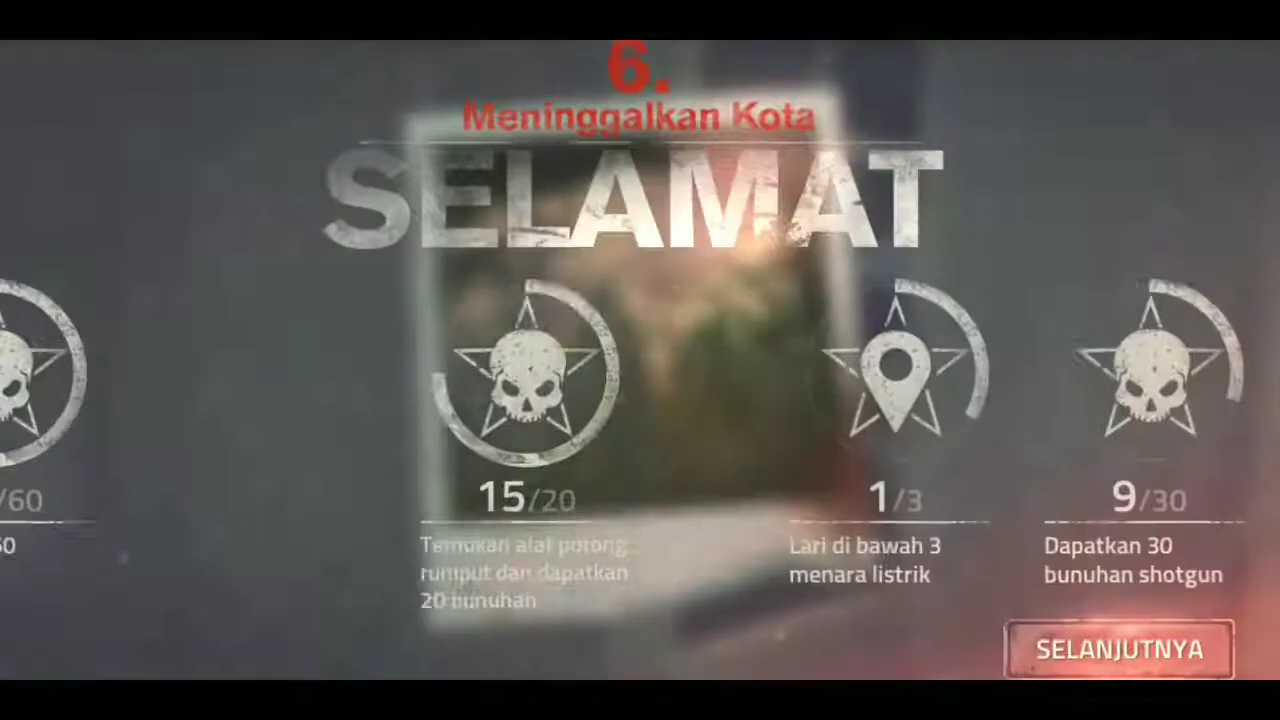 6.
Meninggalkan Kota
SELAMAT
/60
15/20
1/3
9/30
60
Temukan alat potong
rumput dan dapatkan
20 bunuhan
Lari di bawah 3
menara listrik
Dapatkan 30
bunuhan shotgun
SELANJUTNYA